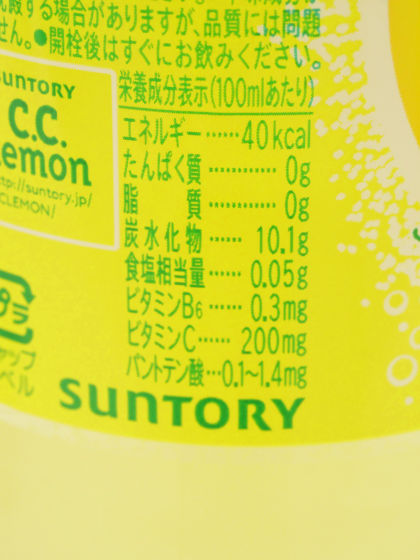 場合がありますが、品質には問題
せん。●開栓後はすぐにお飲みください。
栄養成分表示(100mlあたり)
エネルギー……40kcal
たんぱく質…………0g
脂　質…………0g
炭水化物……10.1g
食塩相当量……0.05g
ビタミンB6……0.3mg
ビタミンC……200mg
パントテン酸…0.1~1.4mg
SUNTORY
C.C.
Lemon
http://suntory.jp/
CCLEMON/
プラ
キャップ
ラベル
SUNTORY